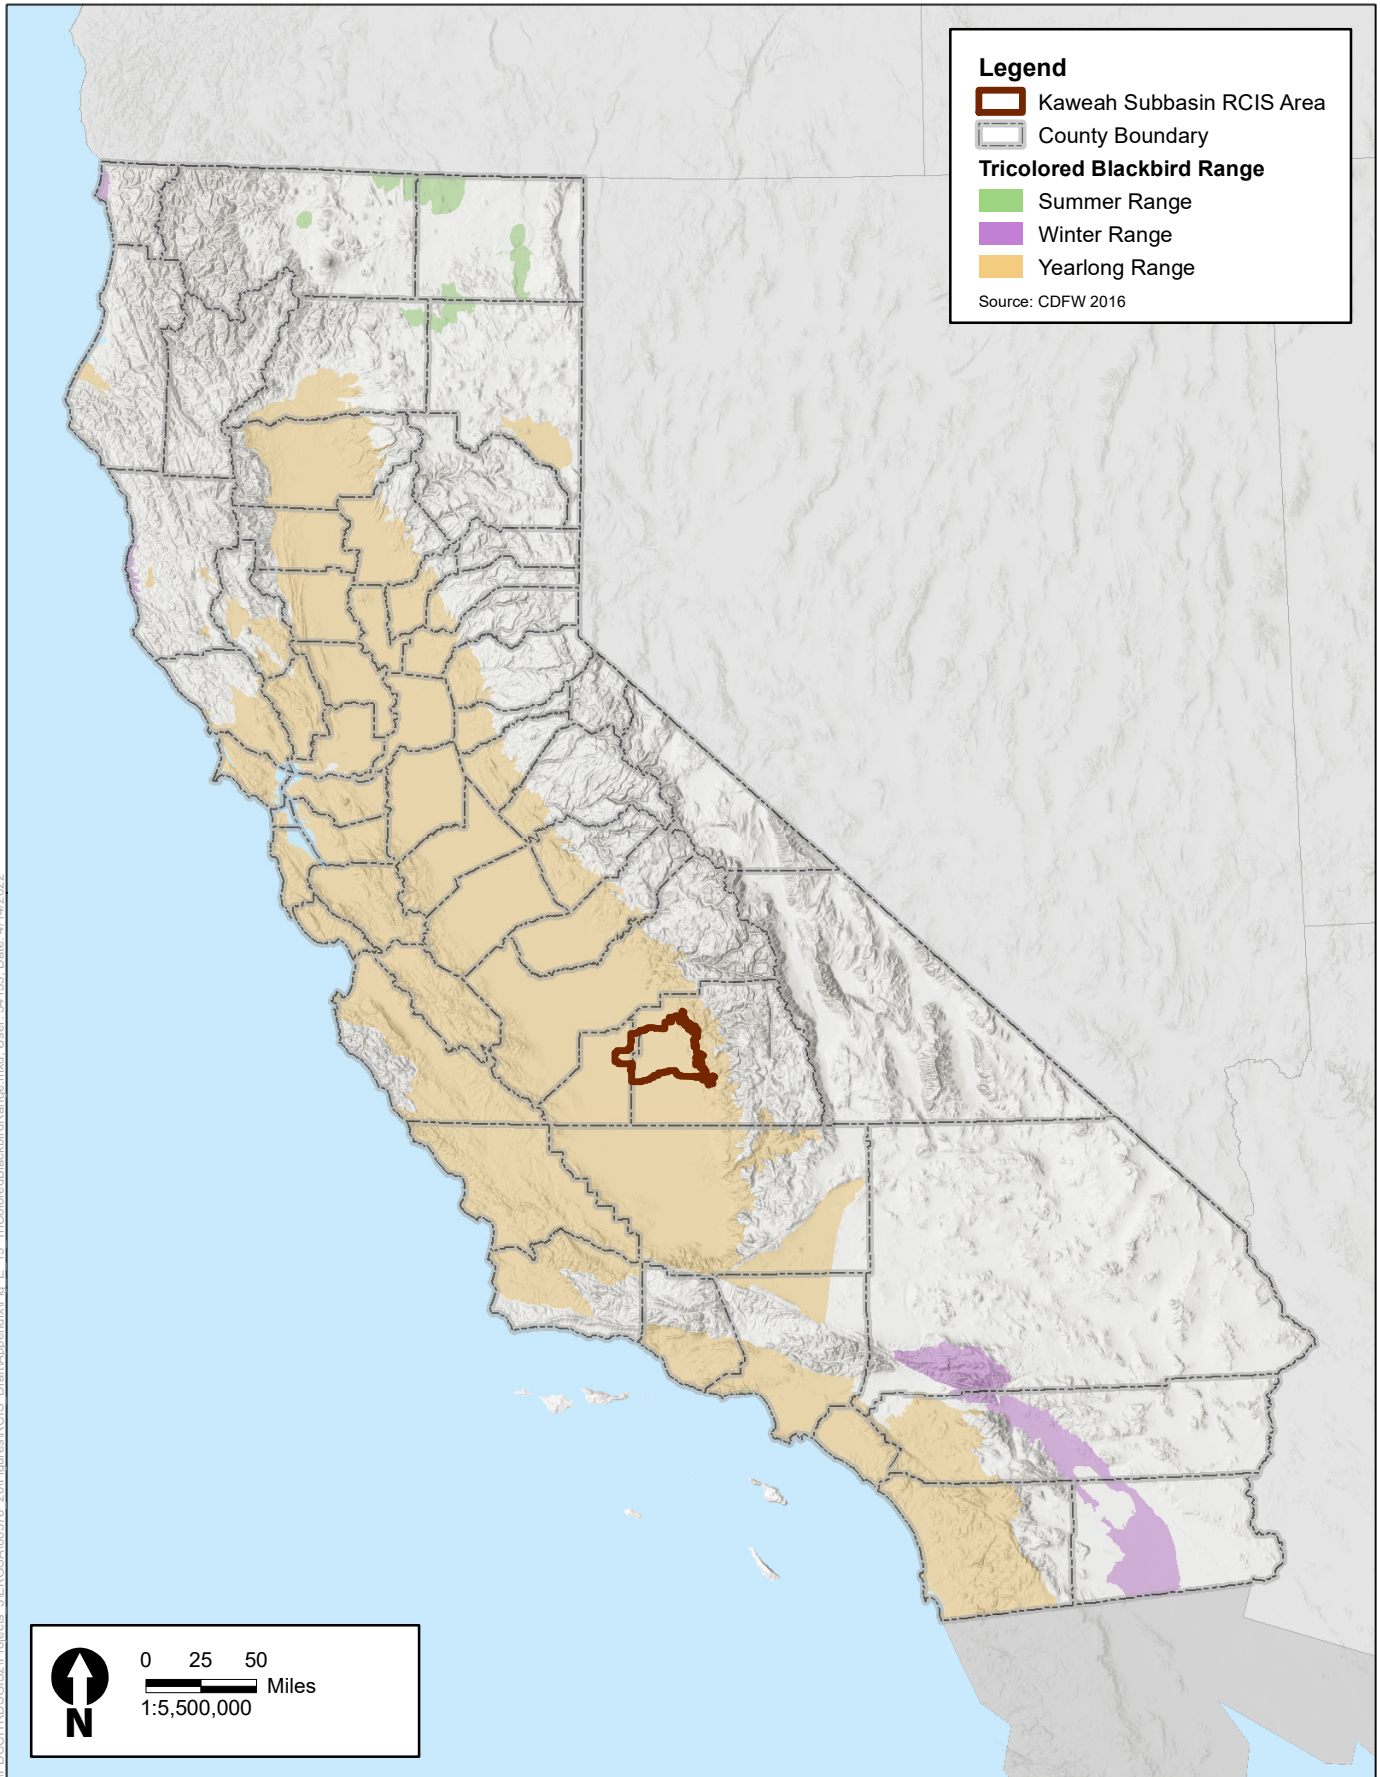 Legend
Kaweah Subbasin RCIS Area
County Boundary
Tricolored Blackbird Range
Summer Range
Winter Range
Yearlong Range
Source: CDFW 2016
0 25 50
Miles
1:5,500,000
N